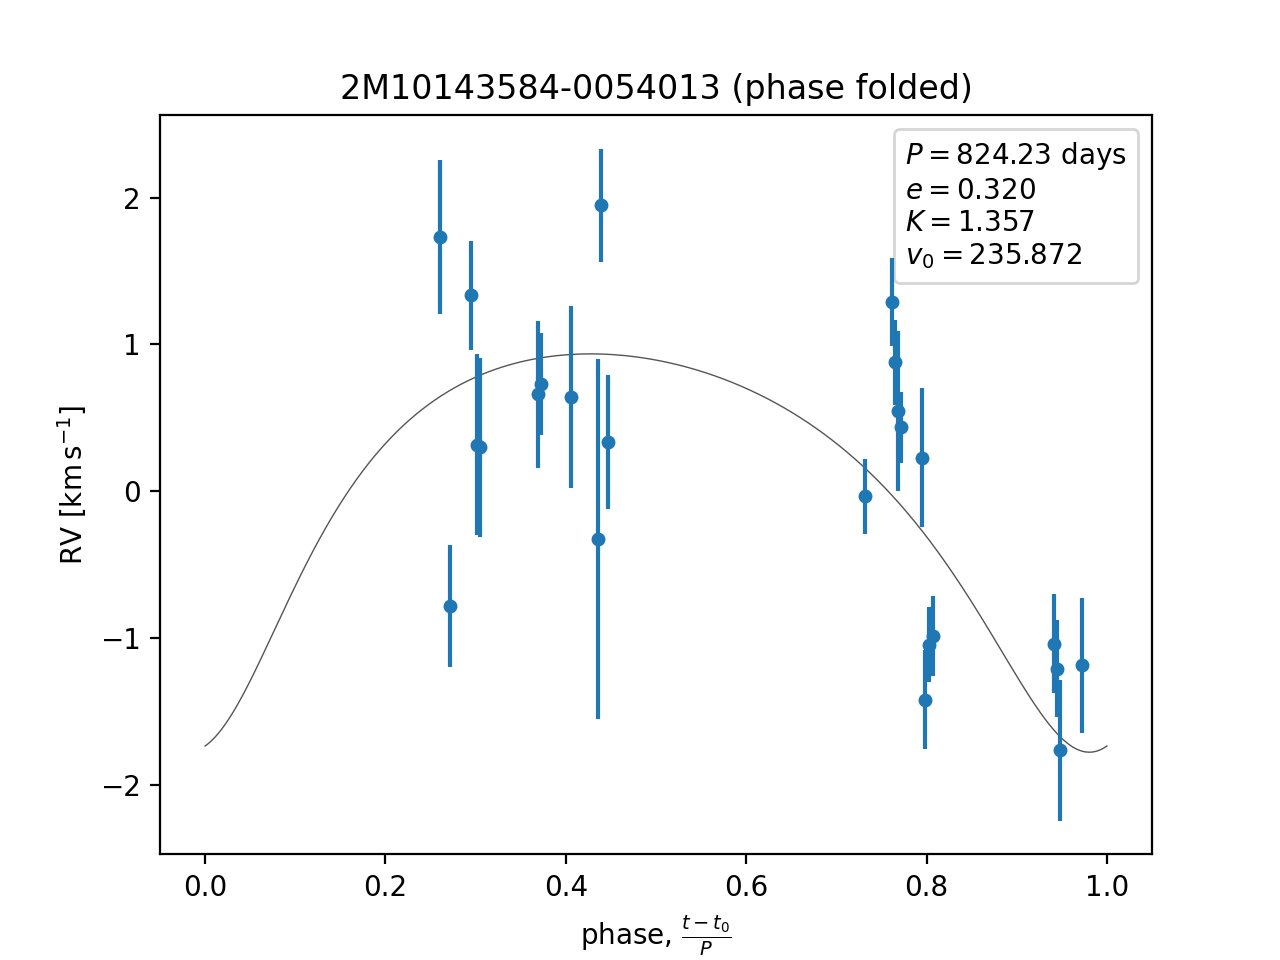 2M10143584-0054013 (phase folded)
P = 824.23 days
e = 0.320
K = 1.357
v₀ = 235.872
2
1
0
−1
−2
RV [km s⁻¹]
0.0 0.2 0.4 0.6 0.8 1.0
phase, (t − t₀)/P